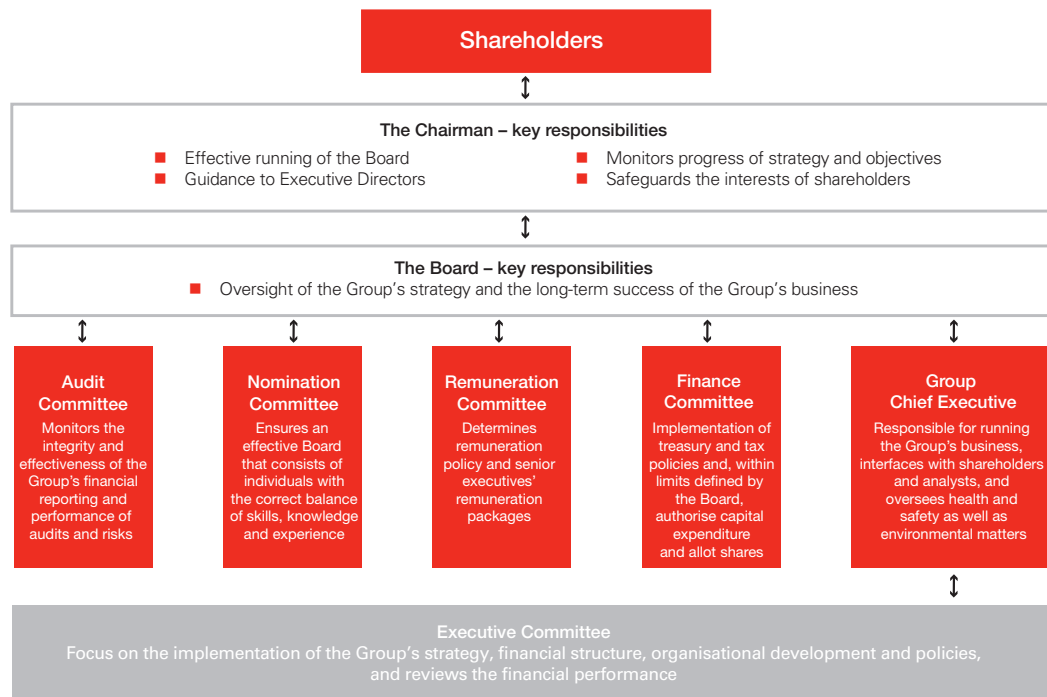 Shareholders
The Chairman – key responsibilities
Effective running of the Board
Guidance to Executive Directors
Monitors progress of strategy and objectives
Safeguards the interests of shareholders
The Board – key responsibilities
Oversight of the Group's strategy and the long-term success of the Group's business
Audit
Committee
Monitors the
integrity and
effectiveness of the
Group's financial
reporting and
performance of
audits and risks
Nomination
Committee
Ensures an
effective Board
that consists of
individuals with
the correct balance
of skills, knowledge
and experience
Remuneration
Committee
Determines
remuneration
policy and senior
executives'
remuneration
packages
Finance
Committee
Implementation of
treasury and tax
policies and, within
limits defined by
the Board,
authorise capital
expenditure
and allot shares
Group
Chief Executive
Responsible for running
the Group's business,
interfaces with shareholders
and analysts, and
oversees health and
safety as well as
environmental matters
Executive Committee
Focus on the implementation of the Group's strategy, financial structure, organisational development and policies,
and reviews the financial performance